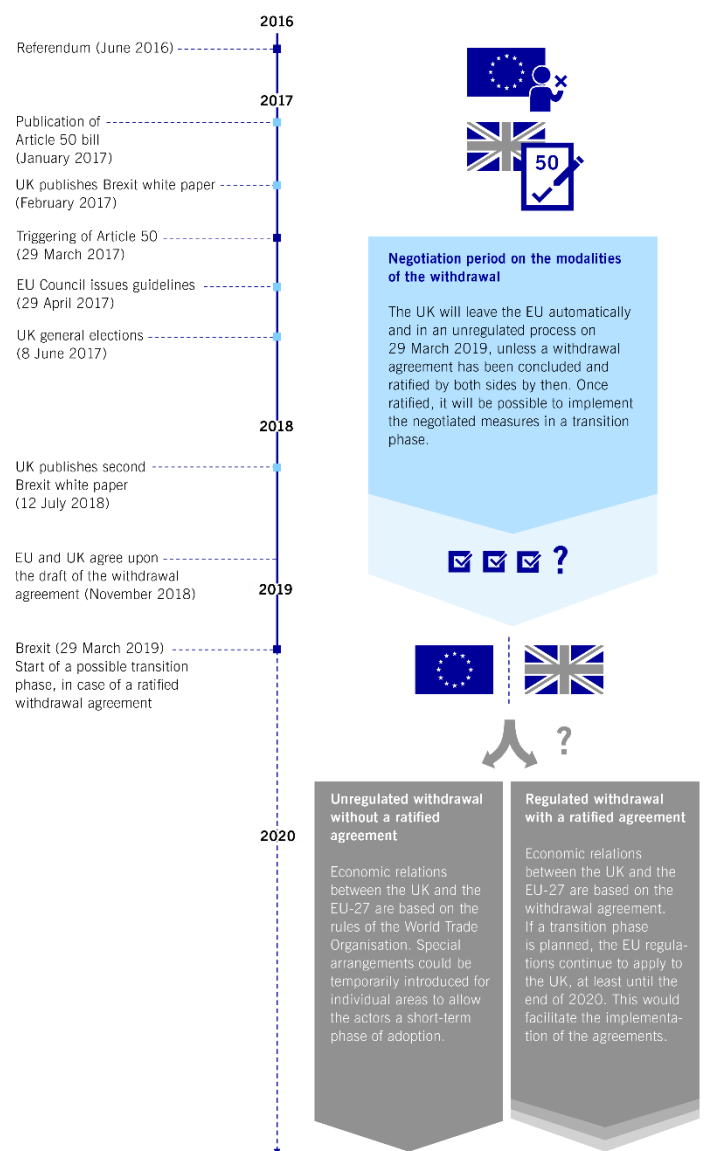 2016
Referendum (June 2016)
2017
Publication of
Article 50 bill
(January 2017)
UK publishes Brexit white paper
(February 2017)
Triggering of Article 50
(29 March 2017)
EU Council issues guidelines
(29 April 2017)
UK general elections
(8 June 2017)
2018
UK publishes second
Brexit white paper
(12 July 2018)
EU and UK agree upon
the draft of the withdrawal
agreement (November 2018)
2019
Brexit (29 March 2019)
Start of a possible transition
phase, in case of a ratified
withdrawal agreement
2020
50
Negotiation period on the modalities
of the withdrawal
The UK will leave the EU automatically
and in an unregulated process on
29 March 2019, unless a withdrawal
agreement has been concluded and
ratified by both sides by then. Once
ratified, it will be possible to implement
the negotiated measures in a transition
phase.
?
?
Unregulated withdrawal
without a ratified
agreement
Economic relations
between the UK and the
EU-27 are based on the
rules of the World Trade
Organisation. Special
arrangements could be
temporarily introduced for
individual areas to allow
the actors a short-term
phase of adoption.
Regulated withdrawal
with a ratified agreement
Economic relations
between the UK and the
EU-27 are based on the
withdrawal agreement.
If a transition phase
is planned, the EU regula-
tions continue to apply to
the UK, at least until the
end of 2020. This would
facilitate the implementa-
tion of the agreements.